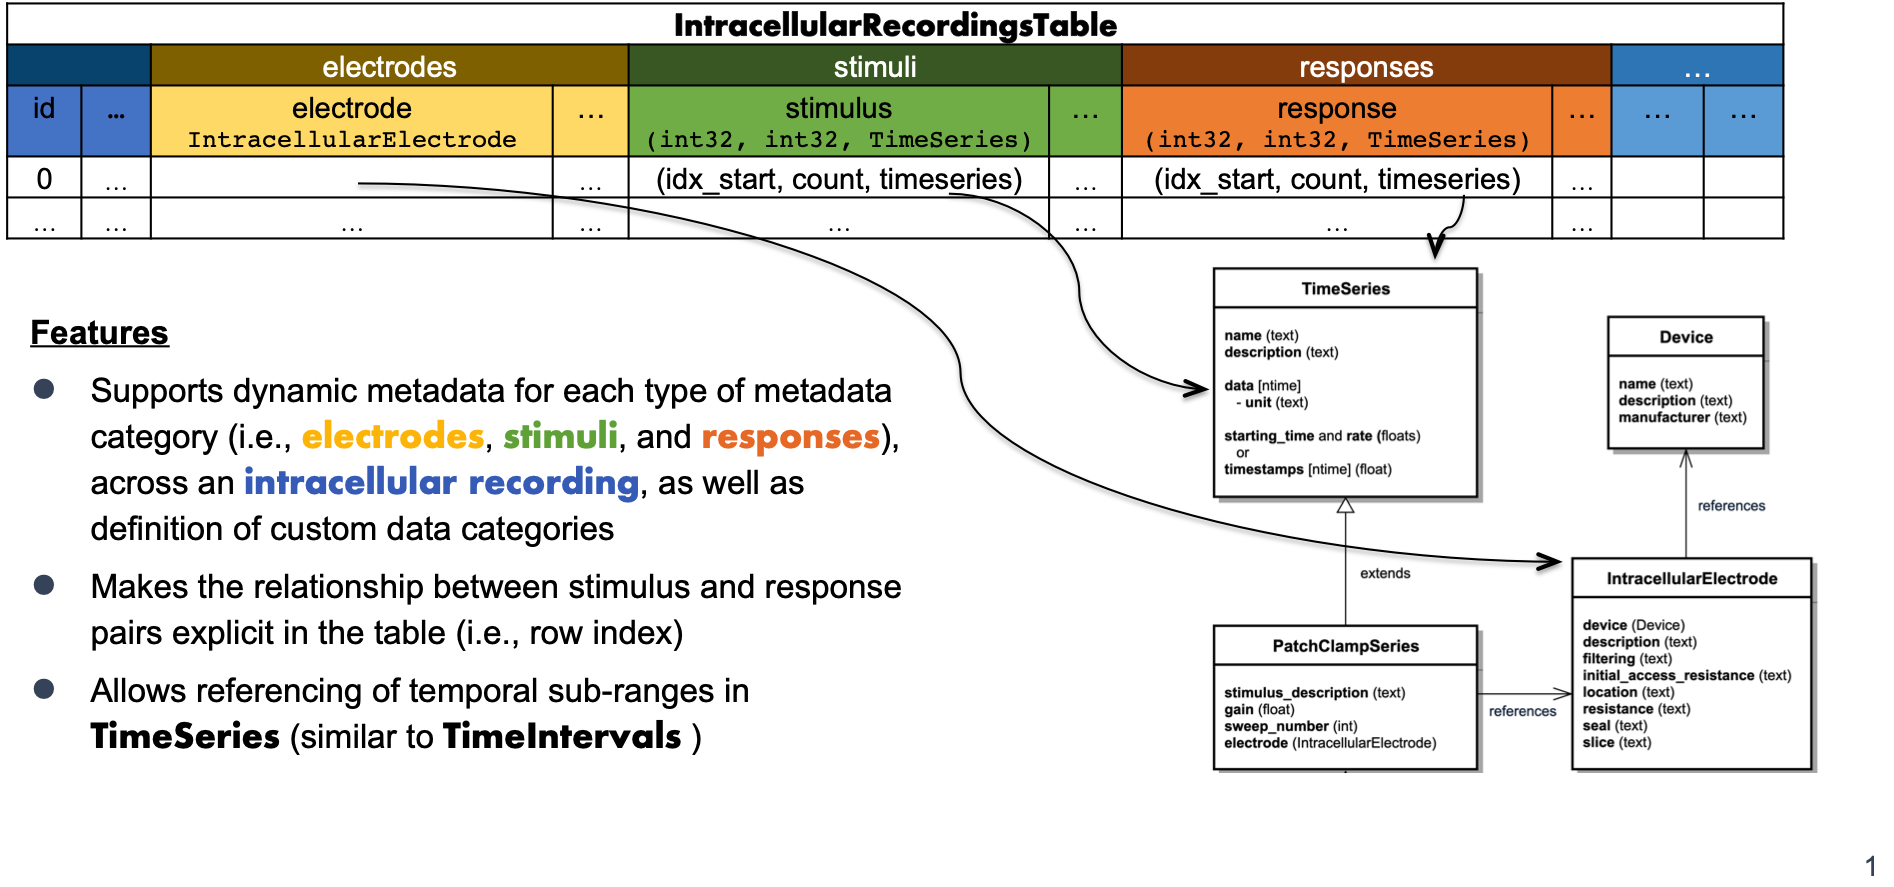 IntracellularRecordingsTable
electrodes stimuli responses …
id … electrode … stimulus … response … … …
IntracellularElectrode (int32, int32, TimeSeries) (int32, int32, TimeSeries)
0 … … (idx_start, count, timeseries) … (idx_start, count, timeseries) …
… … … … … … … …
Features
● Supports dynamic metadata for each type of metadata
category (i.e., electrodes, stimuli, and responses),
across an intracellular recording, as well as
definition of custom data categories
● Makes the relationship between stimulus and response
pairs explicit in the table (i.e., row index)
● Allows referencing of temporal sub-ranges in
TimeSeries (similar to TimeIntervals )
TimeSeries
name (text)
description (text)
data [ntime]
- unit (text)
starting_time and rate (floats)
or
timestamps [ntime] (float)
extends
PatchClampSeries
stimulus_description (text)
gain (float)
sweep_number (int)
electrode (IntracellularElectrode)
references
Device
name (text)
description (text)
manufacturer (text)
references
IntracellularElectrode
device (Device)
description (text)
filtering (text)
initial_access_resistance (text)
location (text)
resistance (text)
seal (text)
slice (text)
1